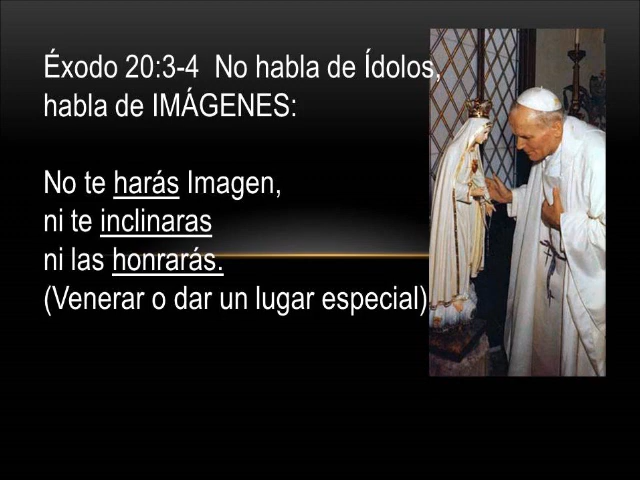 Éxodo 20:3-4 No habla de Ídolos,
habla de IMÁGENES:
No te harás Imagen,
ni te inclinaras
ni las honrarás.
(Venerar o dar un lugar especial)